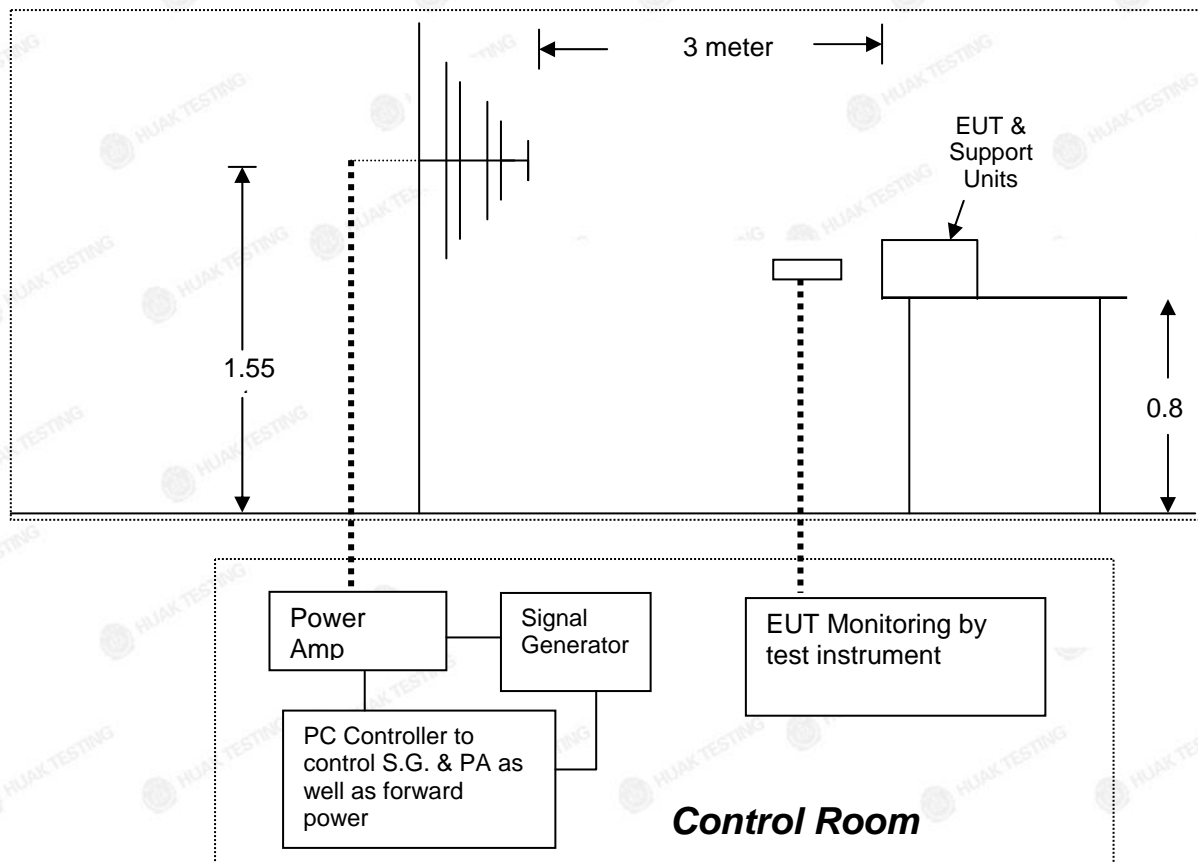 3 meter
EUT &
Support
Units
1.55
0.8
Power
Amp
Signal
Generator
EUT Monitoring by
test instrument
PC Controller to
control S.G. & PA as
well as forward
power
Control Room
HUAK TESTING